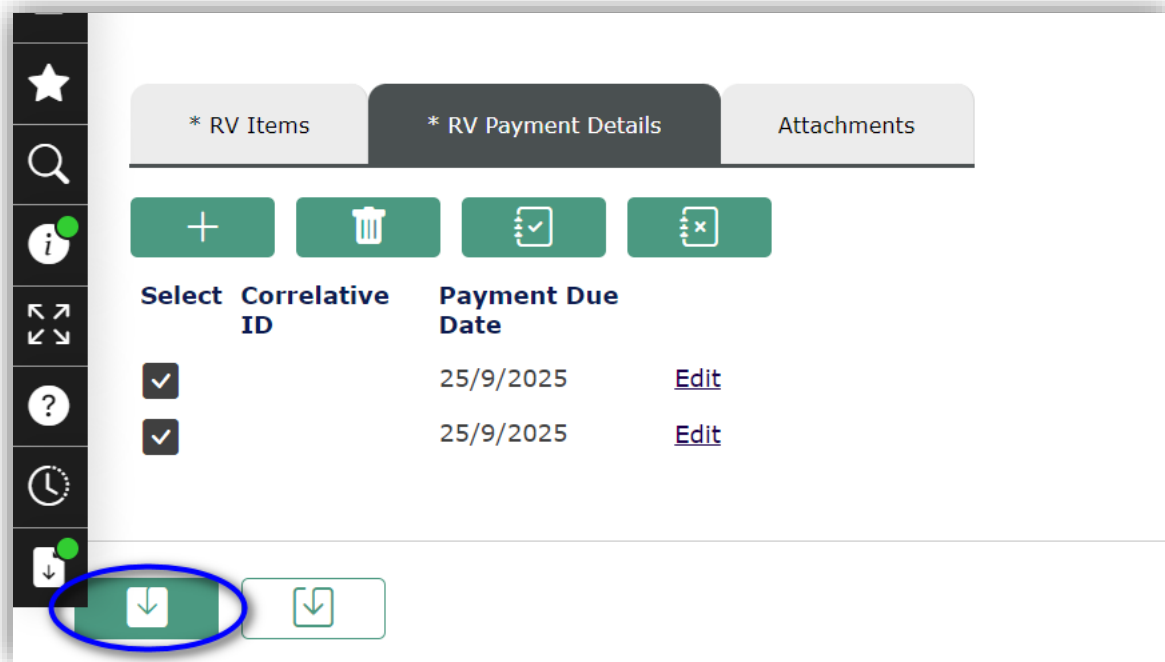 * RV Items
* RV Payment Details
Attachments
Select
Correlative
ID
Payment Due
Date
25/9/2025
Edit
25/9/2025
Edit